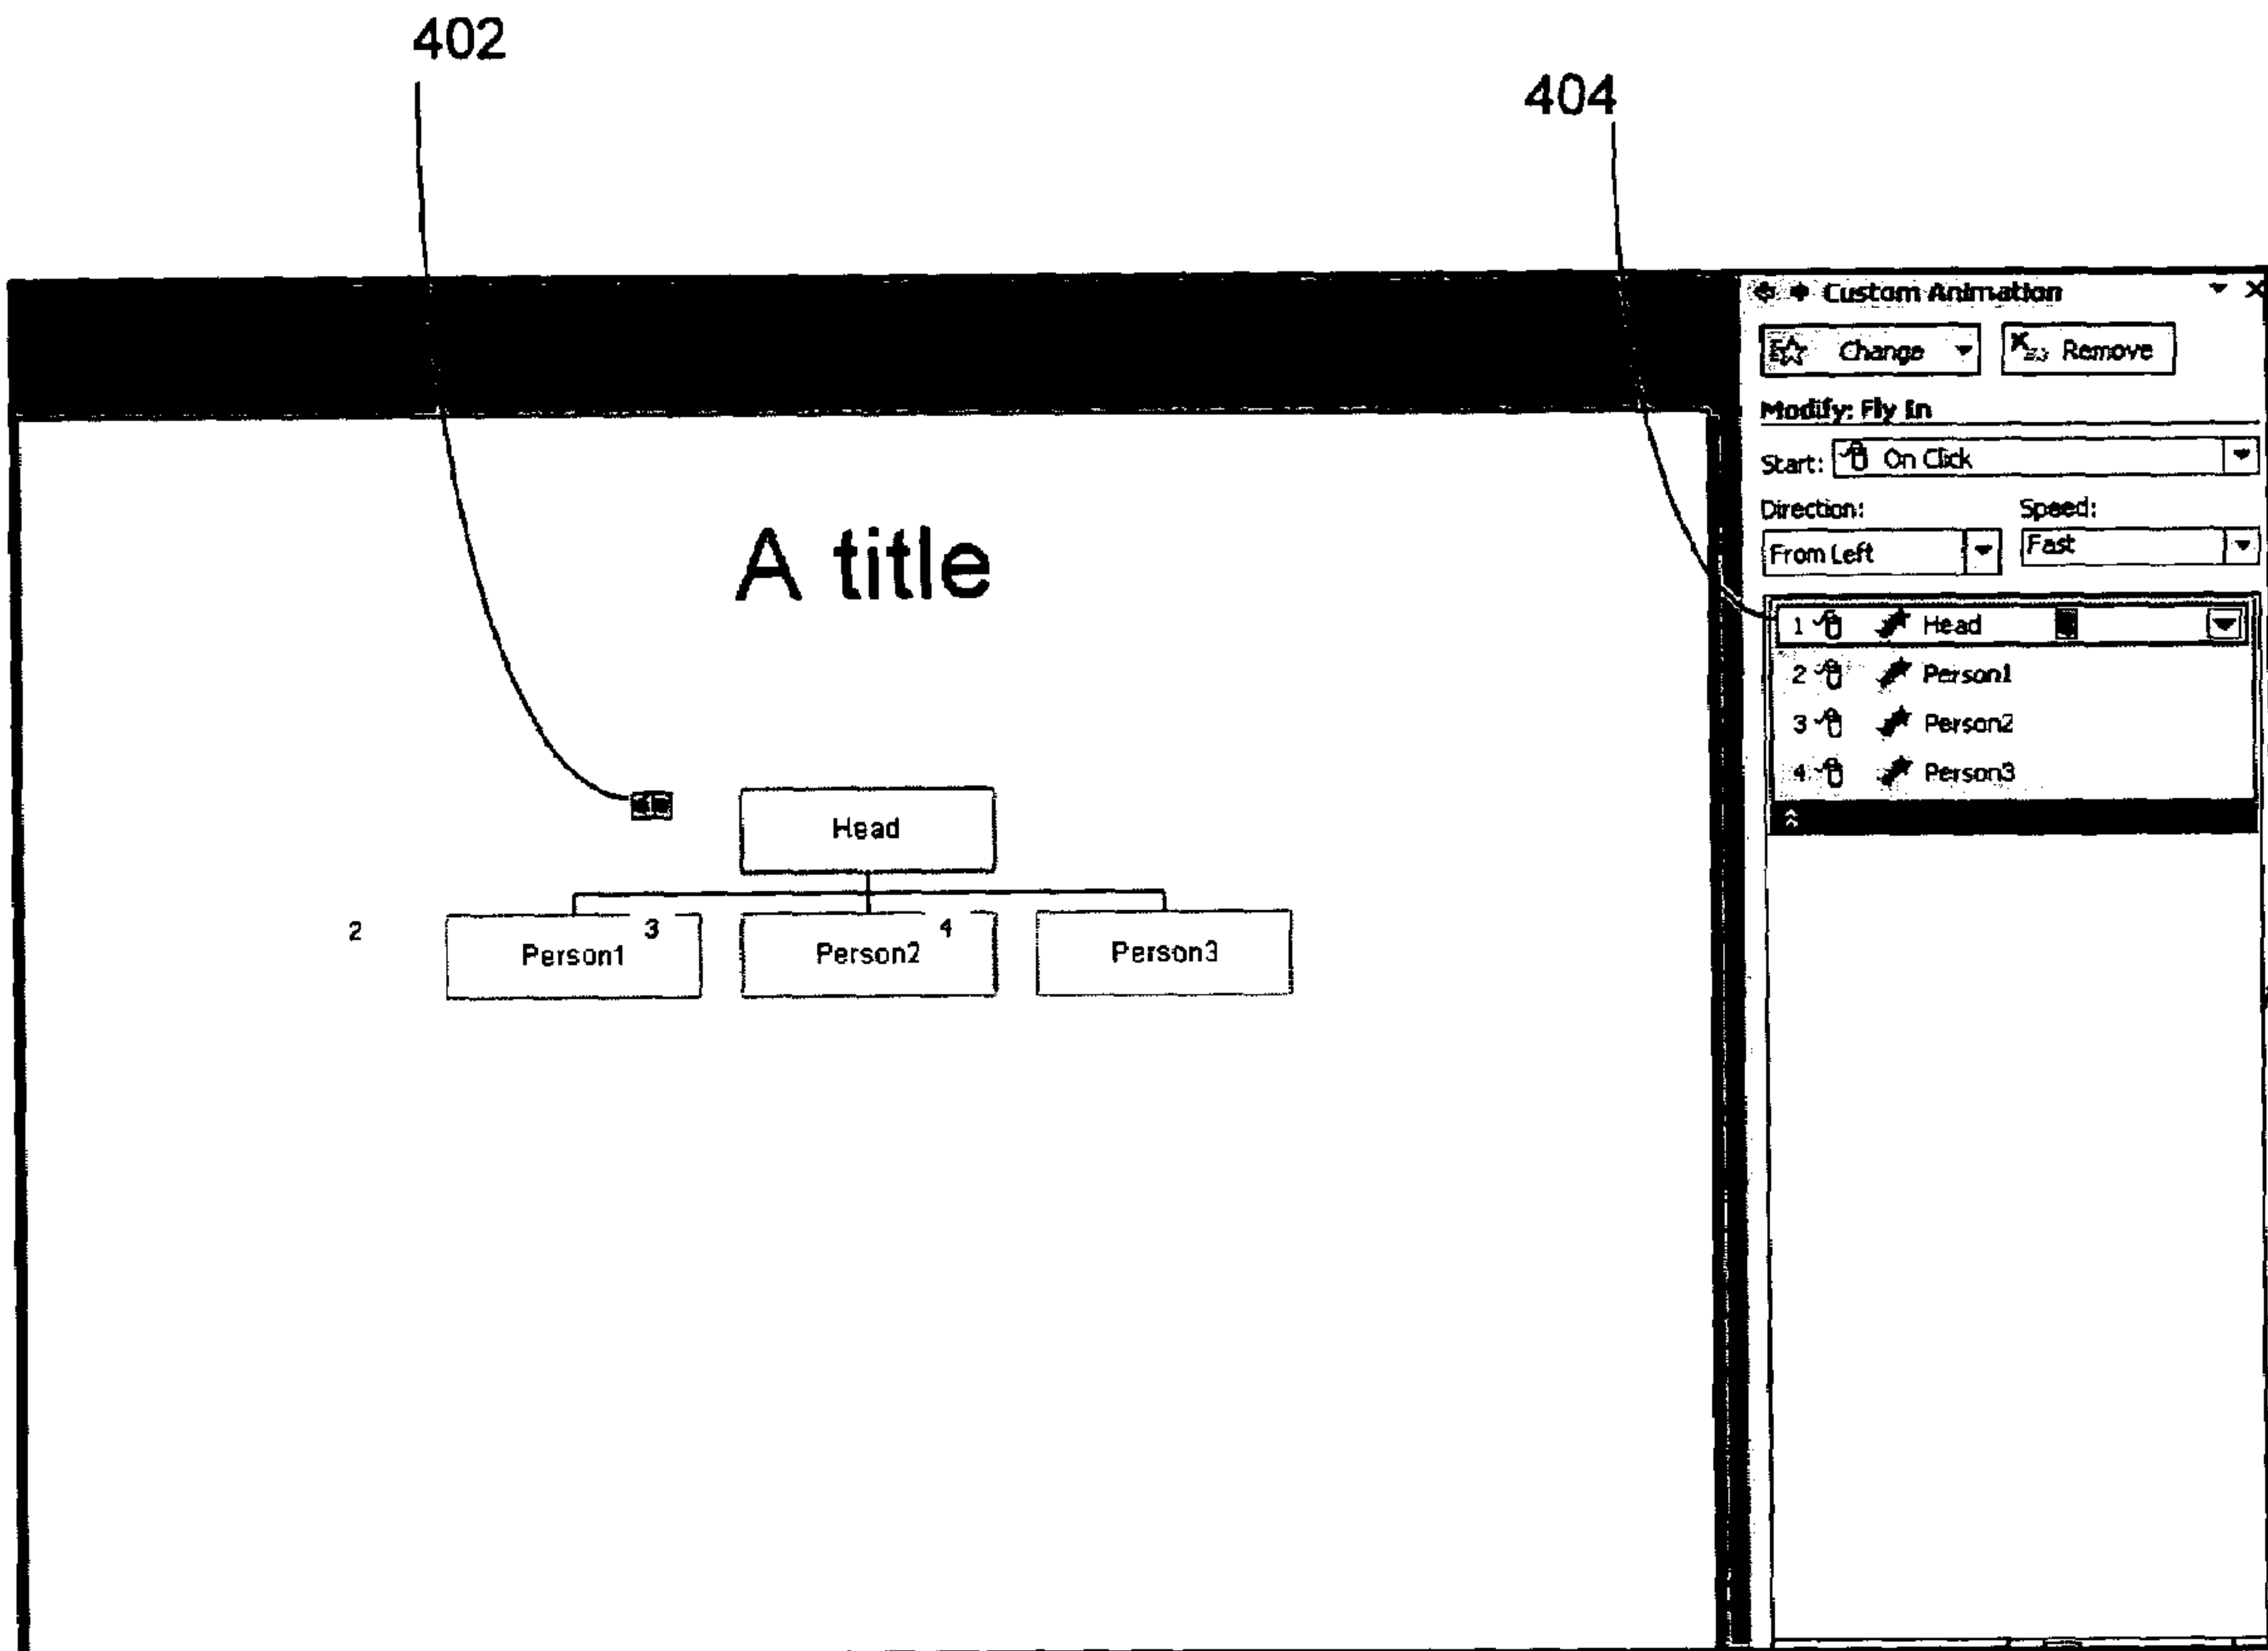 402
404
Custom Animation
Change
Remove
Modify: Fly In
Start: On Click
Direction: Speed:
From Left Fast
1 Head
2 Person1
3 Person2
4 Person3
A title
Head
2 3 4
Person1 Person2 Person3